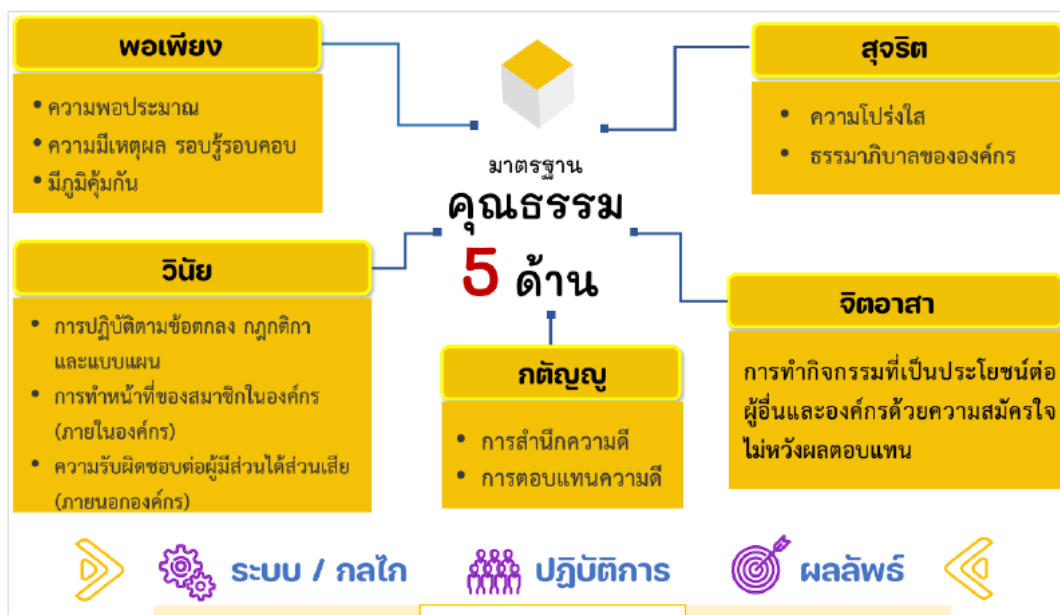 พอเพียง
• ความพอประมาณ
• ความมีเหตุผล รอบรู้รอบคอบ
• มีภูมิคุ้มกัน
สุจริต
• ความโปร่งใส
• ธรรมาภิบาลขององค์กร
มาตรฐาน
คุณธรรม
5 ด้าน
วินัย
• การปฏิบัติตามข้อตกลง กฎกติกา
และแบบแผน
• การทำหน้าที่ของสมาชิกในองค์กร
(ภายในองค์กร)
• ความรับผิดชอบต่อผู้มีส่วนได้ส่วนเสีย
(ภายนอกองค์กร)
กตัญญู
• การสำนึกความดี
• การตอบแทนความดี
จิตอาสา
การทำกิจกรรมที่เป็นประโยชน์ต่อ
ผู้อื่นและองค์กรด้วยความสมัครใจ
ไม่หวังผลตอบแทน
ระบบ / กลไก
ปฏิบัติการ
ผลลัพธ์